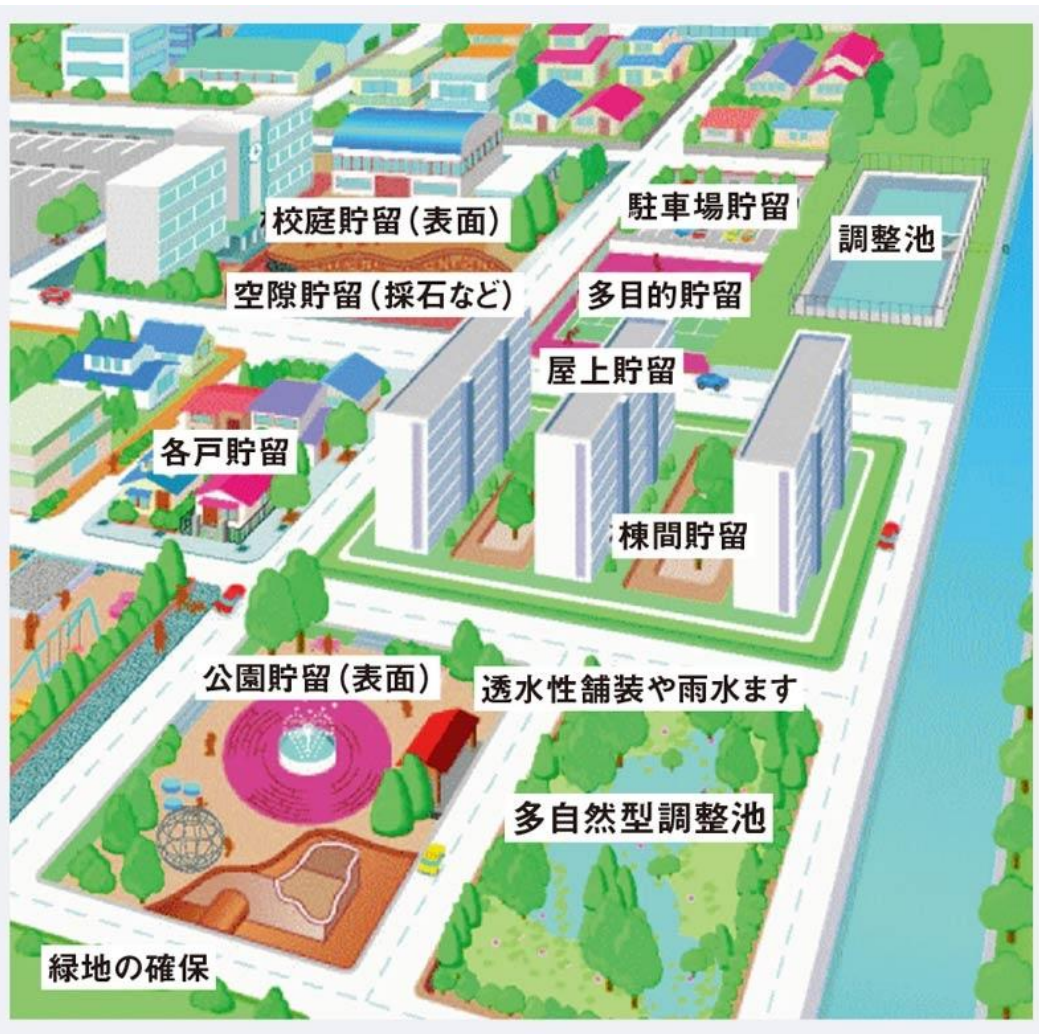 校庭貯留(表面)
駐車場貯留
調整池
空隙貯留(採石など)
多目的貯留
屋上貯留
各戸貯留
棟間貯留
公園貯留(表面)
透水性舗装や雨水ます
多自然型調整池
緑地の確保